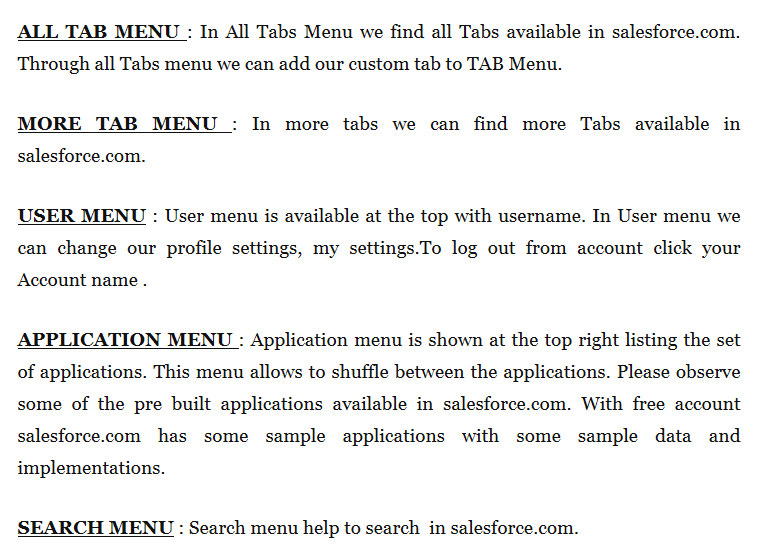 ALL TAB MENU : In All Tabs Menu we find all Tabs available in salesforce.com.
Through all Tabs menu we can add our custom tab to TAB Menu.
MORE TAB MENU : In more tabs we can find more Tabs available in
salesforce.com.
USER MENU : User menu is available at the top with username. In User menu we
can change our profile settings, my settings.To log out from account click your
Account name .
APPLICATION MENU : Application menu is shown at the top right listing the set
of applications. This menu allows to shuffle between the applications. Please observe
some of the pre built applications available in salesforce.com. With free account
salesforce.com has some sample applications with some sample data and
implementations.
SEARCH MENU : Search menu help to search  in salesforce.com.